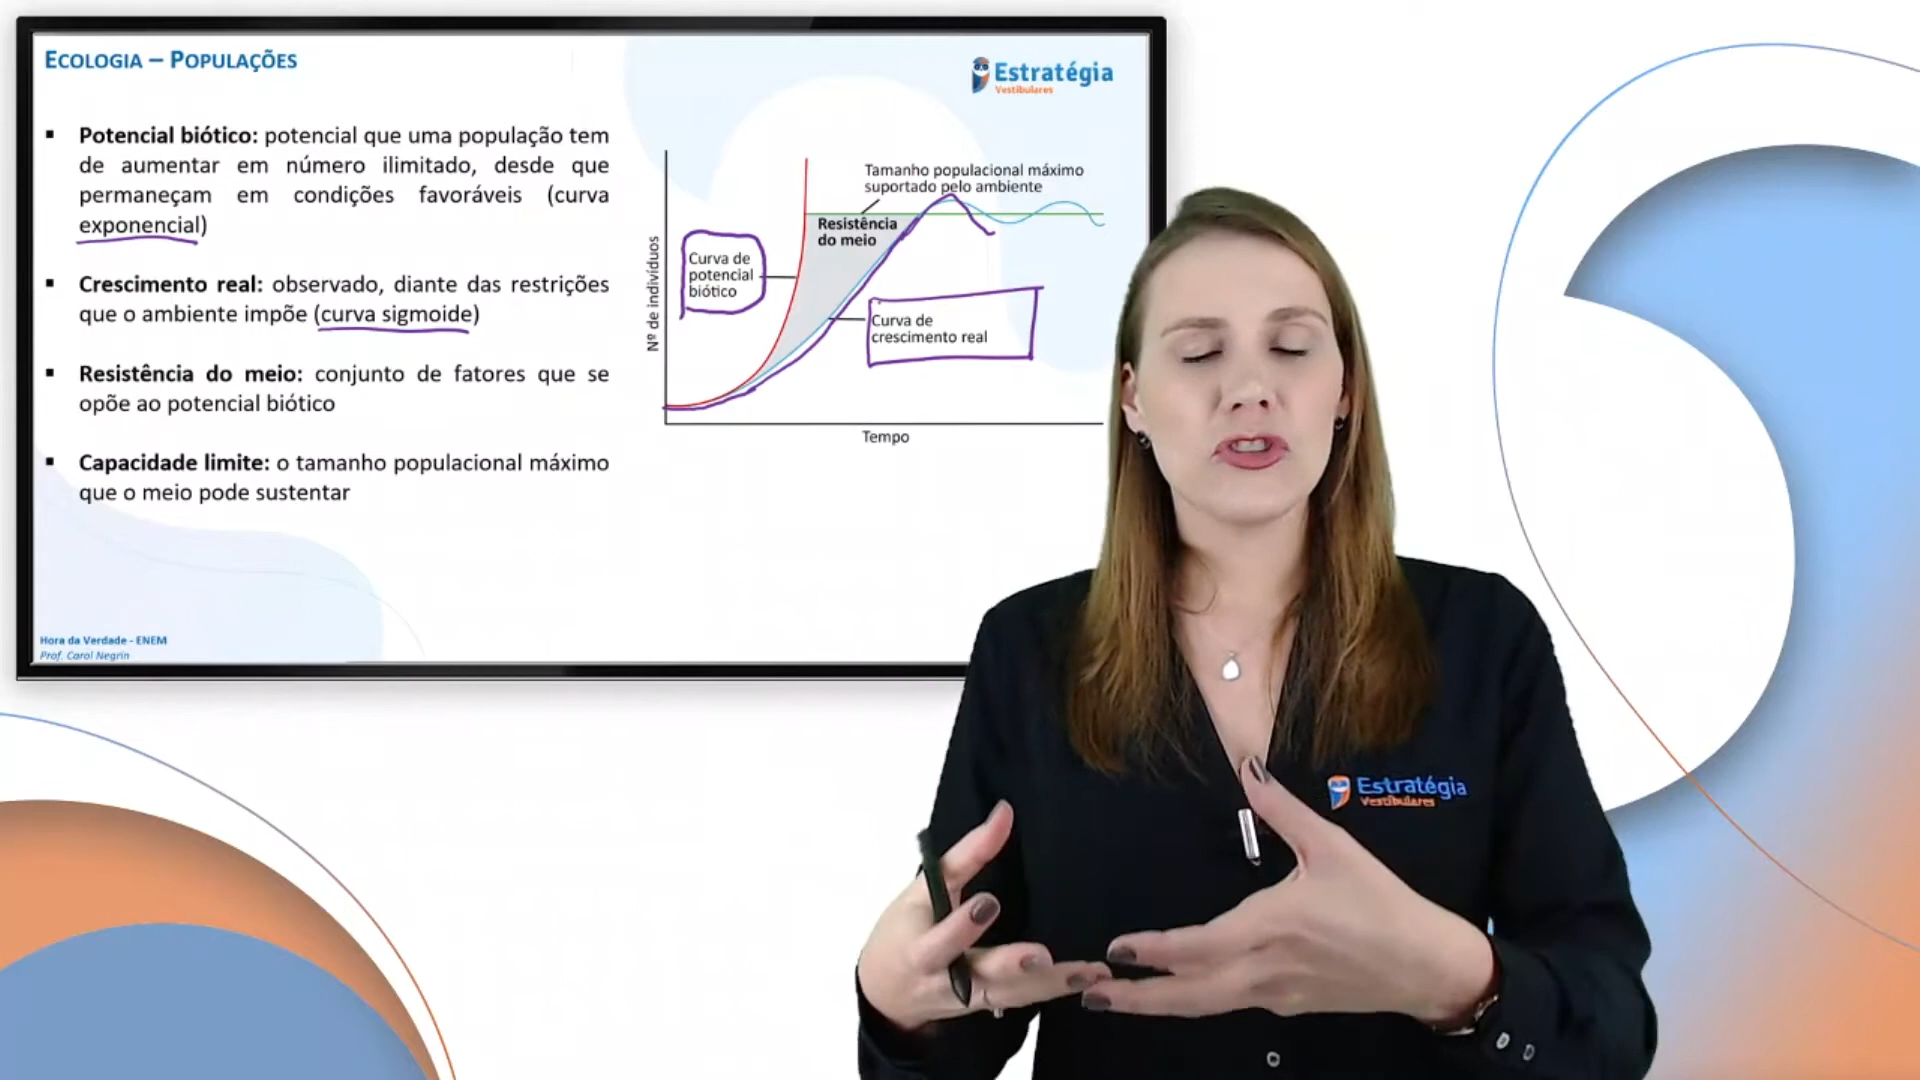 ECOLOGIA – POPULAÇÕES
Estratégia
Vestibulares
▪ Potencial biótico: potencial que uma população tem
de aumentar em número ilimitado, desde que
permaneçam em condições favoráveis (curva
exponencial)
▪ Crescimento real: observado, diante das restrições
que o ambiente impõe (curva sigmoide)
▪ Resistência do meio: conjunto de fatores que se
opõe ao potencial biótico
▪ Capacidade limite: o tamanho populacional máximo
que o meio pode sustentar
Tamanho populacional máximo
suportado pelo ambiente
Resistência
do meio
Curva de
potencial
biótico
Curva de
crescimento real
Nº de indivíduos
Tempo
Hora da Verdade - ENEM
Prof. Carol Negrin
Estratégia
Vestibulares